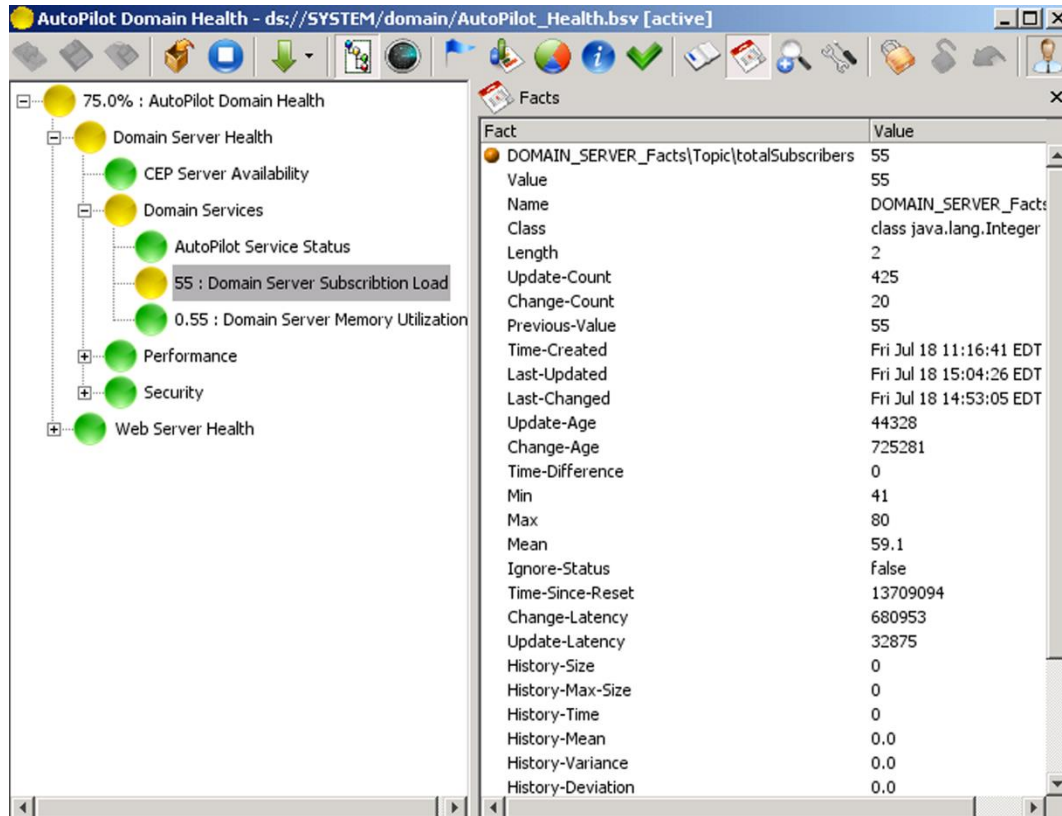 AutoPilot Domain Health - ds://SYSTEM/domain/AutoPilot_Health.bsv [active]
75.0% : AutoPilot Domain Health
Domain Server Health
CEP Server Availability
Domain Services
AutoPilot Service Status
55 : Domain Server Subscribtion Load
0.55 : Domain Server Memory Utilization
Performance
Security
Web Server Health
Facts
Fact Value
DOMAIN_SERVER_Facts\Topic\totalSubscribers 55
Value 55
Name DOMAIN_SERVER_Facts
Class class java.lang.Integer
Length 2
Update-Count 425
Change-Count 20
Previous-Value 55
Time-Created Fri Jul 18 11:16:41 EDT
Last-Updated Fri Jul 18 15:04:26 EDT
Last-Changed Fri Jul 18 14:53:05 EDT
Update-Age 44328
Change-Age 725281
Time-Difference 0
Min 41
Max 80
Mean 59.1
Ignore-Status false
Time-Since-Reset 13709094
Change-Latency 680953
Update-Latency 32875
History-Size 0
History-Max-Size 0
History-Time 0
History-Mean 0.0
History-Variance 0.0
History-Deviation 0.0